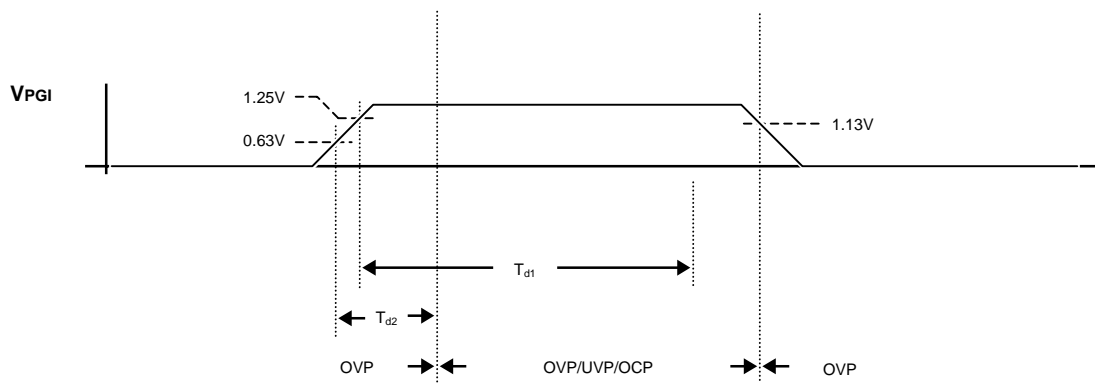 VPGI
1.25V
0.63V
1.13V
Td1
Td2
OVP
OVP/UVP/OCP
OVP